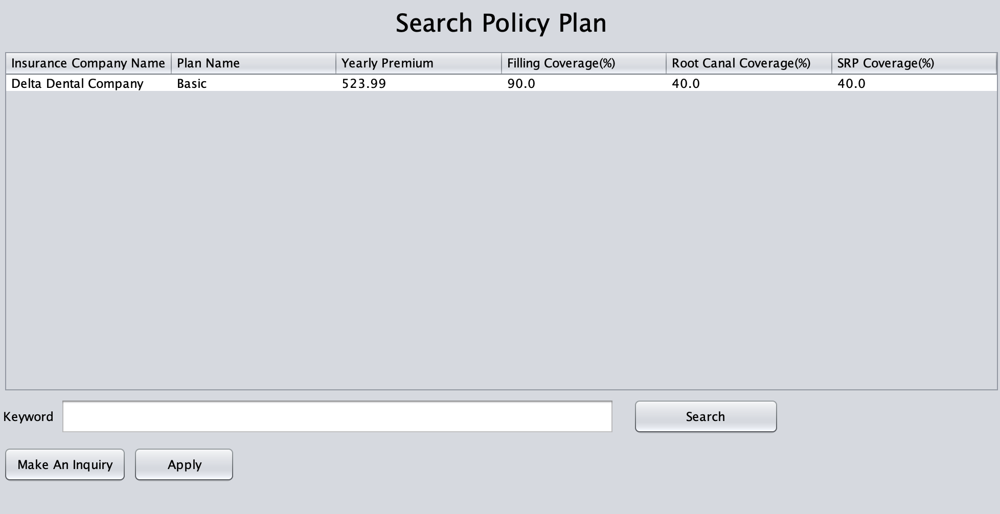 Search Policy Plan
Insurance Company Name Plan Name Yearly Premium Filling Coverage(%) Root Canal Coverage(%) SRP Coverage(%)
Delta Dental Company Basic 523.99 90.0 40.0 40.0
Keyword Search
Make An Inquiry Apply